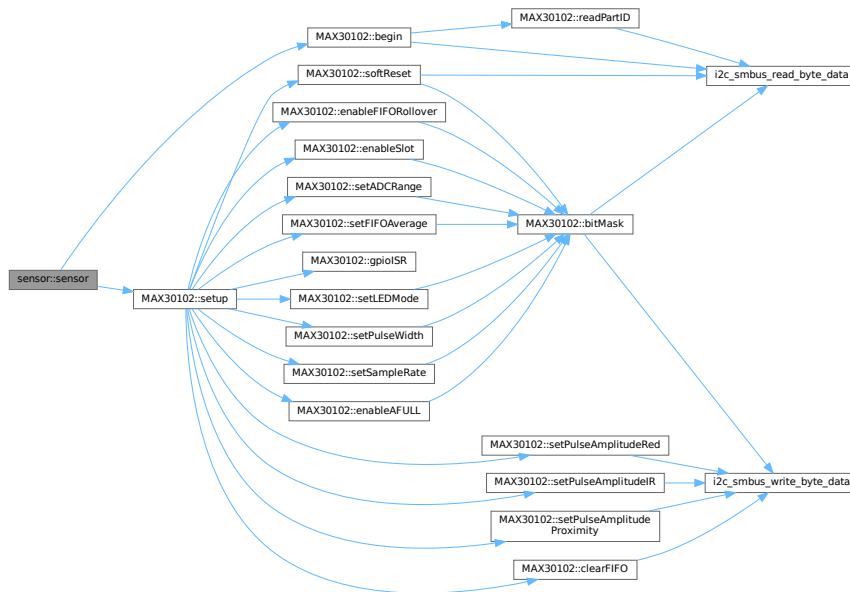 MAX30102::readPartID
MAX30102::begin
i2c_smbus_read_byte_data
MAX30102::softReset
MAX30102::enableFIFORollover
MAX30102::enableSlot
MAX30102::setADCRange
MAX30102::setFIFOAverage
MAX30102::bitMask
MAX30102::gpioISR
sensor::sensor
MAX30102::setup
MAX30102::setLEDMode
MAX30102::setPulseWidth
MAX30102::setSampleRate
MAX30102::enableAFULL
MAX30102::setPulseAmplitudeRed
MAX30102::setPulseAmplitudeIR
i2c_smbus_write_byte_data
MAX30102::setPulseAmplitude
Proximity
MAX30102::clearFIFO